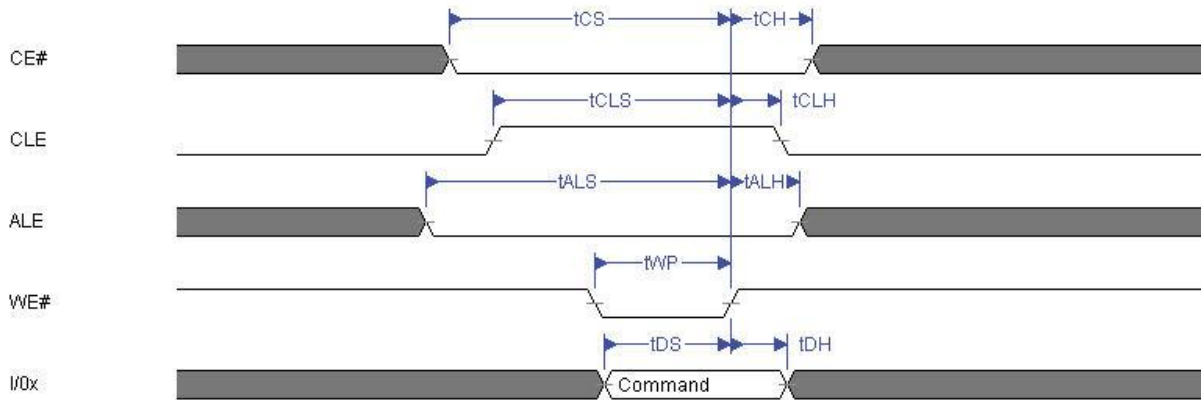 tCS tCH
CE#
tCLS tCLH
CLE
tALS tALH
ALE
tWP
WE#
tDS tDH
I/0x Command